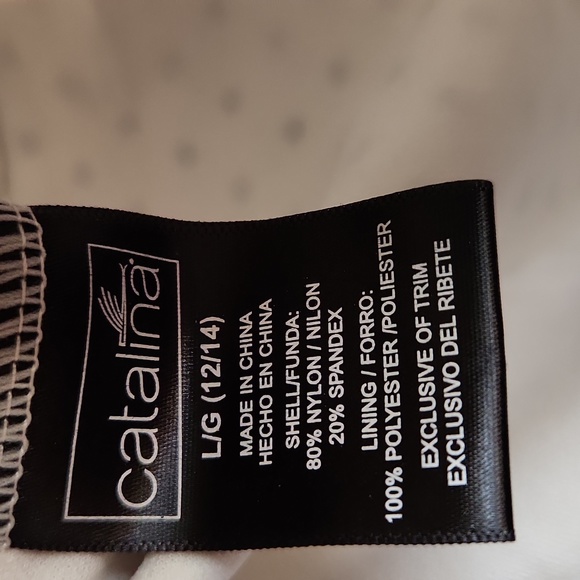 catalina
L/G (12/14)
MADE IN CHINA
HECHO EN CHINA
SHELL/FUNDA:
80% NYLON / NILON
20% SPANDEX
LINING / FORRO:
100% POLYESTER /POLIESTER
EXCLUSIVE OF TRIM
EXCLUSIVO DEL RIBETE